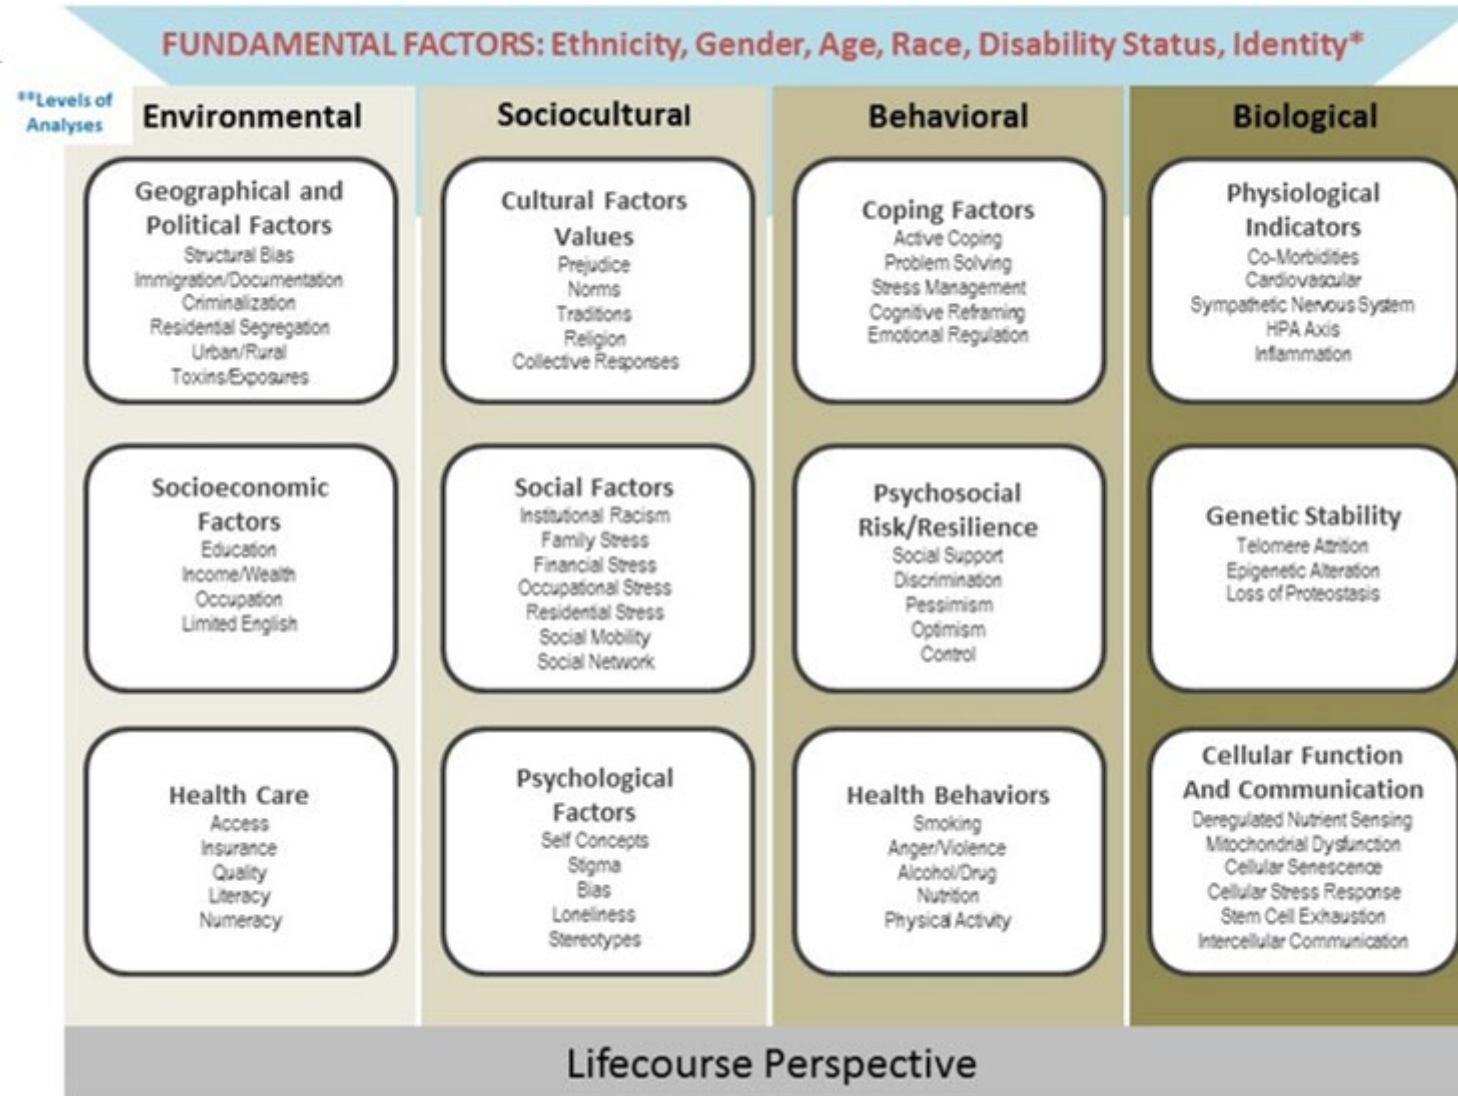 FUNDAMENTAL FACTORS: Ethnicity, Gender, Age, Race, Disability Status, Identity*
**Levels of
Analyses
Environmental
Geographical and
Political Factors
Structural Bias
Immigration/Documentation
Criminalization
Residential Segregation
Urban/Rural
Toxins/Exposures
Socioeconomic
Factors
Education
Income/Wealth
Occupation
Limited English
Health Care
Access
Insurance
Quality
Literacy
Numeracy
Sociocultural
Cultural Factors
Values
Prejudice
Norms
Traditions
Religion
Collective Responses
Social Factors
Institutional Racism
Family Stress
Financial Stress
Occupational Stress
Residential Stress
Social Mobility
Social Network
Psychological
Factors
Self Concepts
Stigma
Bias
Loneliness
Stereotypes
Behavioral
Coping Factors
Active Coping
Problem Solving
Stress Management
Cognitive Reframing
Emotional Regulation
Psychosocial
Risk/Resilience
Social Support
Discrimination
Pessimism
Optimism
Control
Health Behaviors
Smoking
Anger/Violence
Alcohol/Drug
Nutrition
Physical Activity
Biological
Physiological
Indicators
Co-Morbidities
Cardiovascular
Sympathetic Nervous System
HPA Axis
Inflammation
Genetic Stability
Telomere Attrition
Epigenetic Alteration
Loss of Proteostasis
Cellular Function
And Communication
Deregulated Nutrient Sensing
Mitochondrial Dysfunction
Cellular Senescence
Cellular Stress Response
Stem Cell Exhaustion
Intercellular Communication
Lifecourse Perspective